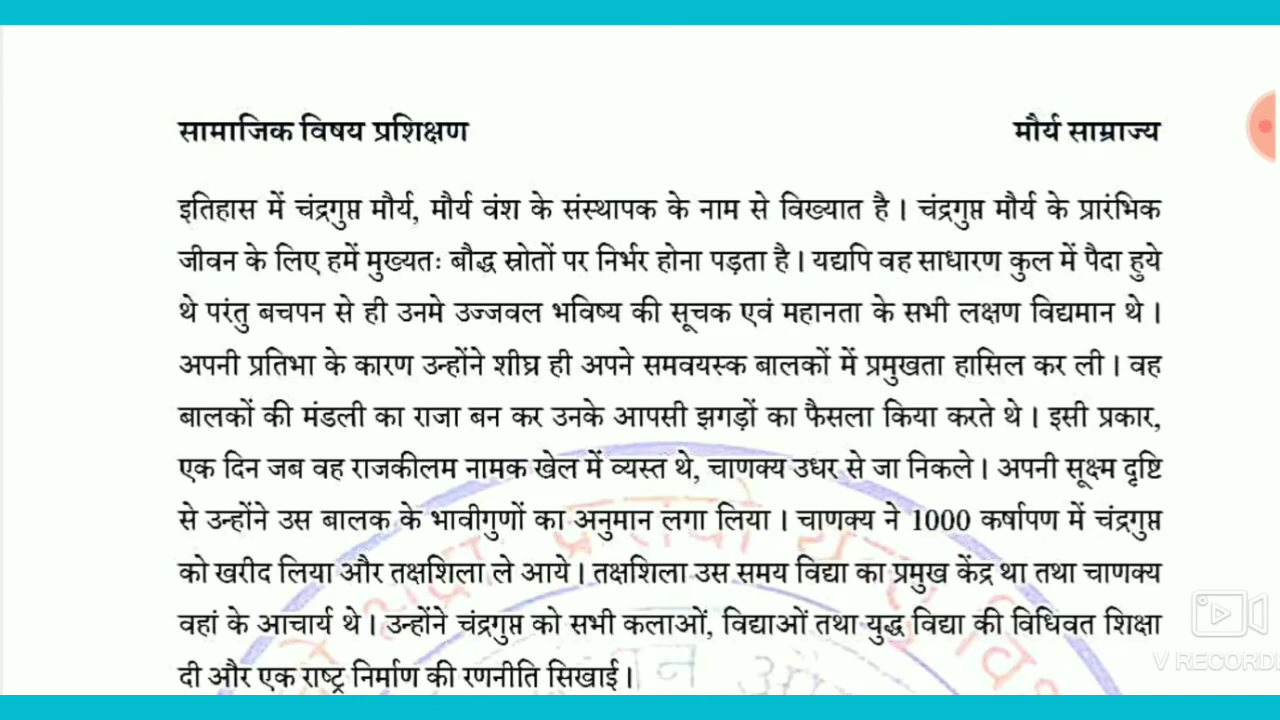 सामाजिक विषय प्रशिक्षण मौर्य साम्राज्य
इतिहास में चंद्रगुप्त मौर्य, मौर्य वंश के संस्थापक के नाम से विख्यात है । चंद्रगुप्त मौर्य के प्रारंभिक
जीवन के लिए हमें मुख्यतः बौद्ध स्रोतों पर निर्भर होना पड़ता है । यद्यपि वह साधारण कुल में पैदा हुये
थे परंतु बचपन से ही उनमे उज्जवल भविष्य की सूचक एवं महानता के सभी लक्षण विद्यमान थे ।
अपनी प्रतिभा के कारण उन्होंने शीघ्र ही अपने समवयस्क बालकों में प्रमुखता हासिल कर ली । वह
बालकों की मंडली का राजा बन कर उनके आपसी झगड़ों का फैसला किया करते थे । इसी प्रकार,
एक दिन जब वह राजकीलम नामक खेल में व्यस्त थे, चाणक्य उधर से जा निकले । अपनी सूक्ष्म दृष्टि
से उन्होंने उस बालक के भावीगुणों का अनुमान लगा लिया । चाणक्य ने 1000 कर्षापण में चंद्रगुप्त
को खरीद लिया और तक्षशिला ले आये । तक्षशिला उस समय विद्या का प्रमुख केंद्र था तथा चाणक्य
वहां के आचार्य थे । उन्होंने चंद्रगुप्त को सभी कलाओं, विद्याओं तथा युद्ध विद्या की विधिवत शिक्षा
दी और एक राष्ट्र निर्माण की रणनीति सिखाई ।
V RECORD